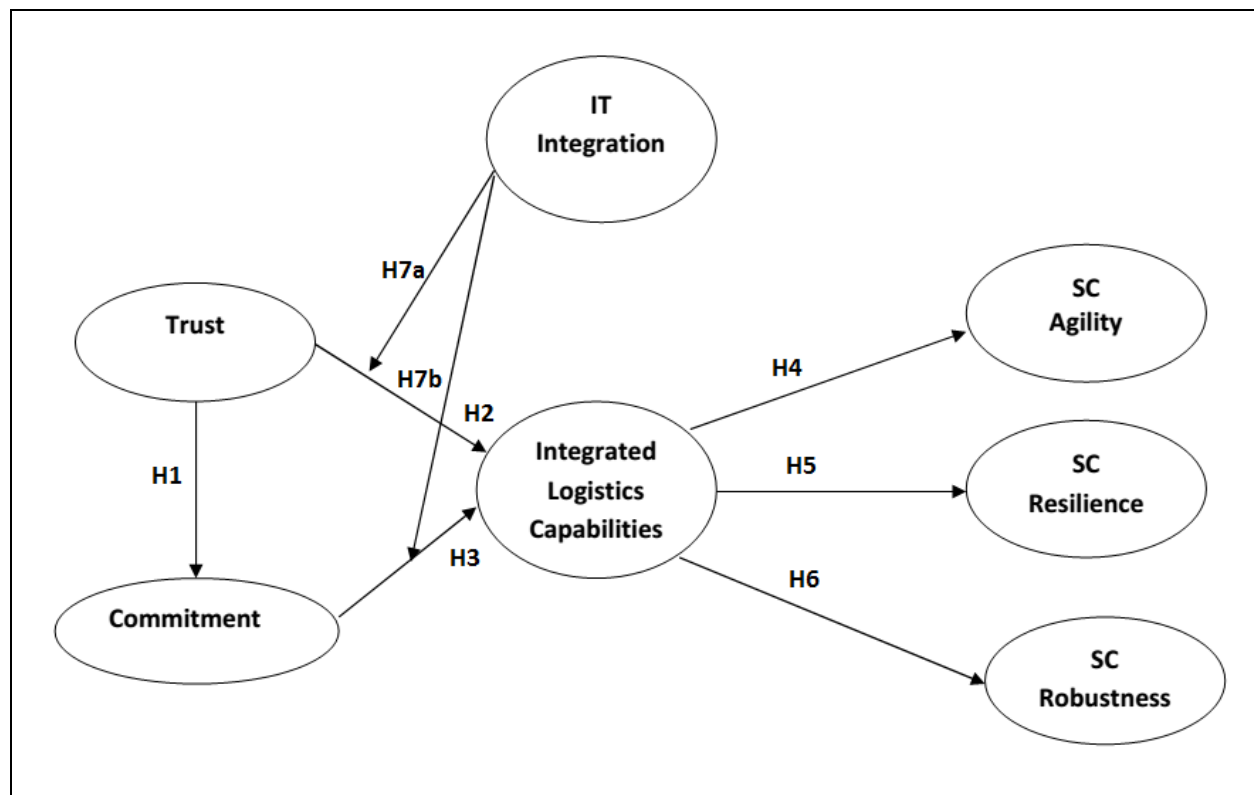 IT
Integration
H7a
Trust
H7b
H2
H1
Commitment
H3
Integrated
Logistics
Capabilities
H4
SC
Agility
H5
SC
Resilience
H6
SC
Robustness